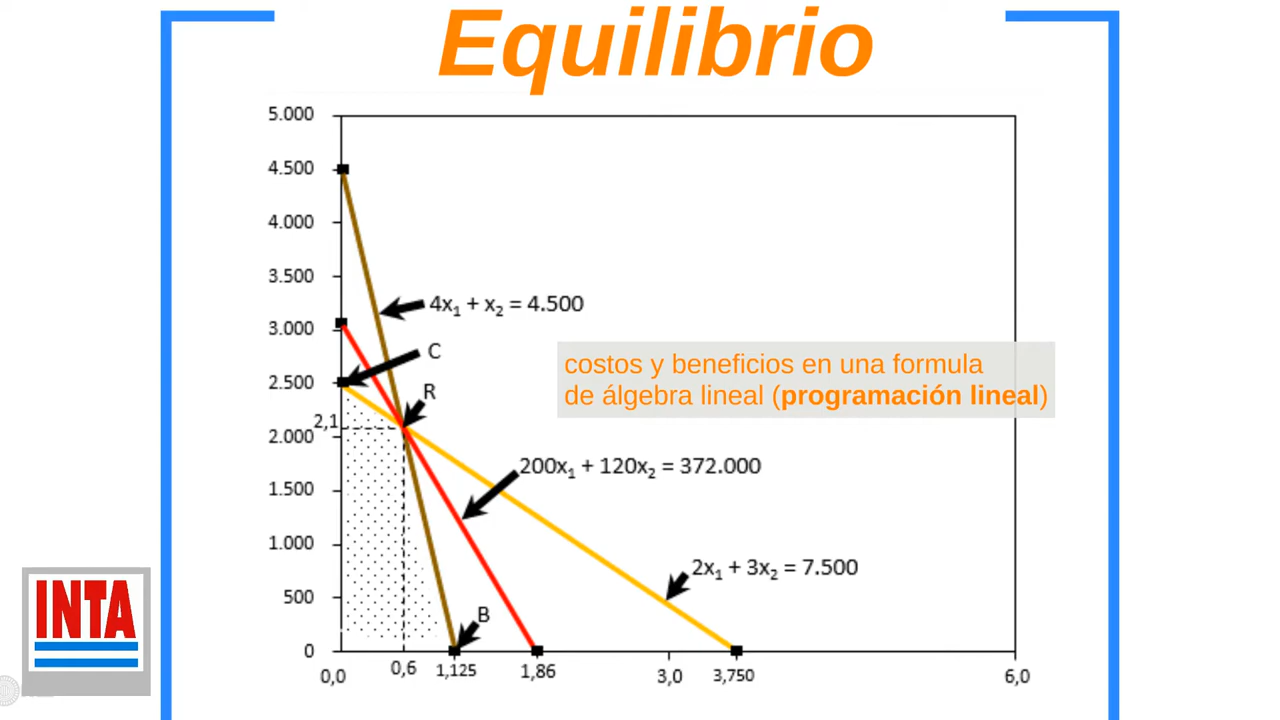 Equilibrio
5.000
4.500
4.000
3.500
4x₁ + x₂ = 4.500
3.000
C
costos y beneficios en una formula
2.500
R
de álgebra lineal (programación lineal)
2,1
2.000
200x₁ + 120x₂ = 372.000
1.500
1.000
2x₁ + 3x₂ = 7.500
500
B
INTA
0
0,0
0,6
1,125
1,86
3,0
3,750
6,0